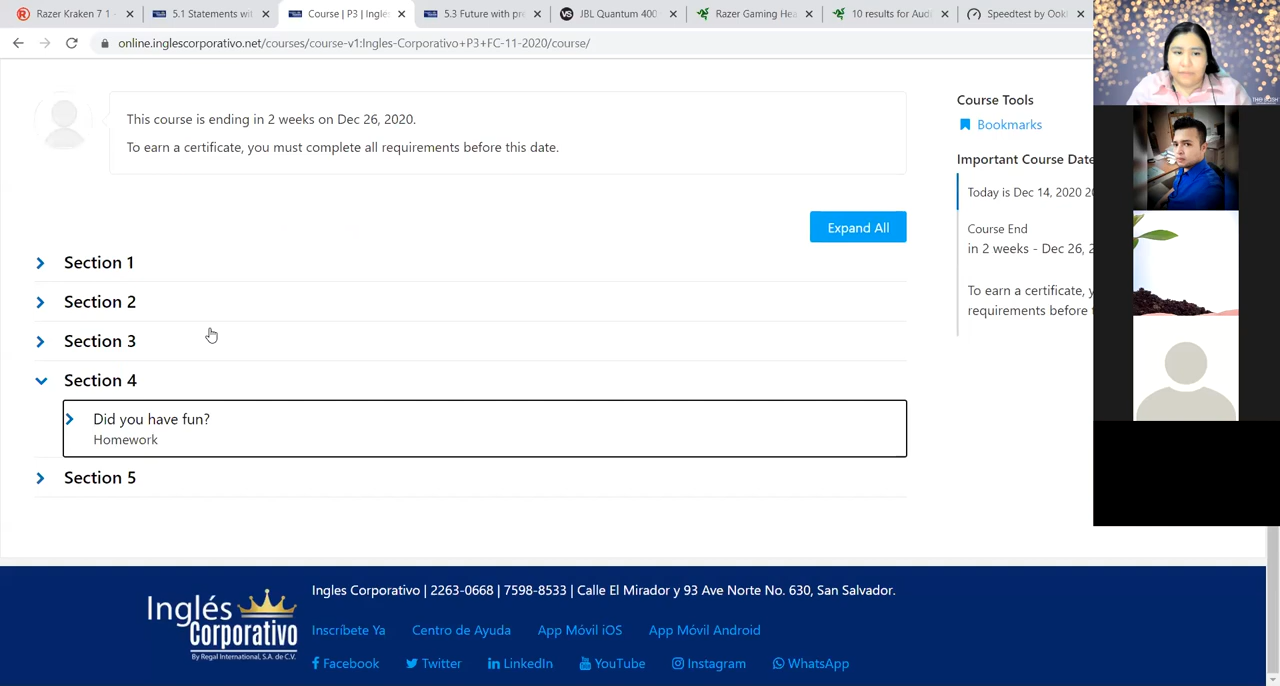 Razer Kraken 7 1 -
5.1 Statements wit
Course | P3 | Ingle
5.3 Future with pre
JBL Quantum 400
Razer Gaming Hea
10 results for Audi
Speedtest by Ookl
online.inglescorporativo.net/courses/course-v1:Ingles-Corporativo+P3+FC-11-2020/course/
This course is ending in 2 weeks on Dec 26, 2020.
To earn a certificate, you must complete all requirements before this date.
Expand All
Section 1
Section 2
Section 3
Section 4
Did you have fun?
Homework
Section 5
Course Tools
Bookmarks
Important Course Date
Today is Dec 14, 2020 20
Course End
in 2 weeks - Dec 26, 2
To earn a certificate, y
requirements before
Inglés
Corporativo
By Regal International, S.A. de C.V.
Ingles Corporativo | 2263-0668 | 7598-8533 | Calle El Mirador y 93 Ave Norte No. 630, San Salvador.
Inscríbete Ya
Centro de Ayuda
App Móvil iOS
App Móvil Android
Facebook
Twitter
LinkedIn
YouTube
Instagram
WhatsApp